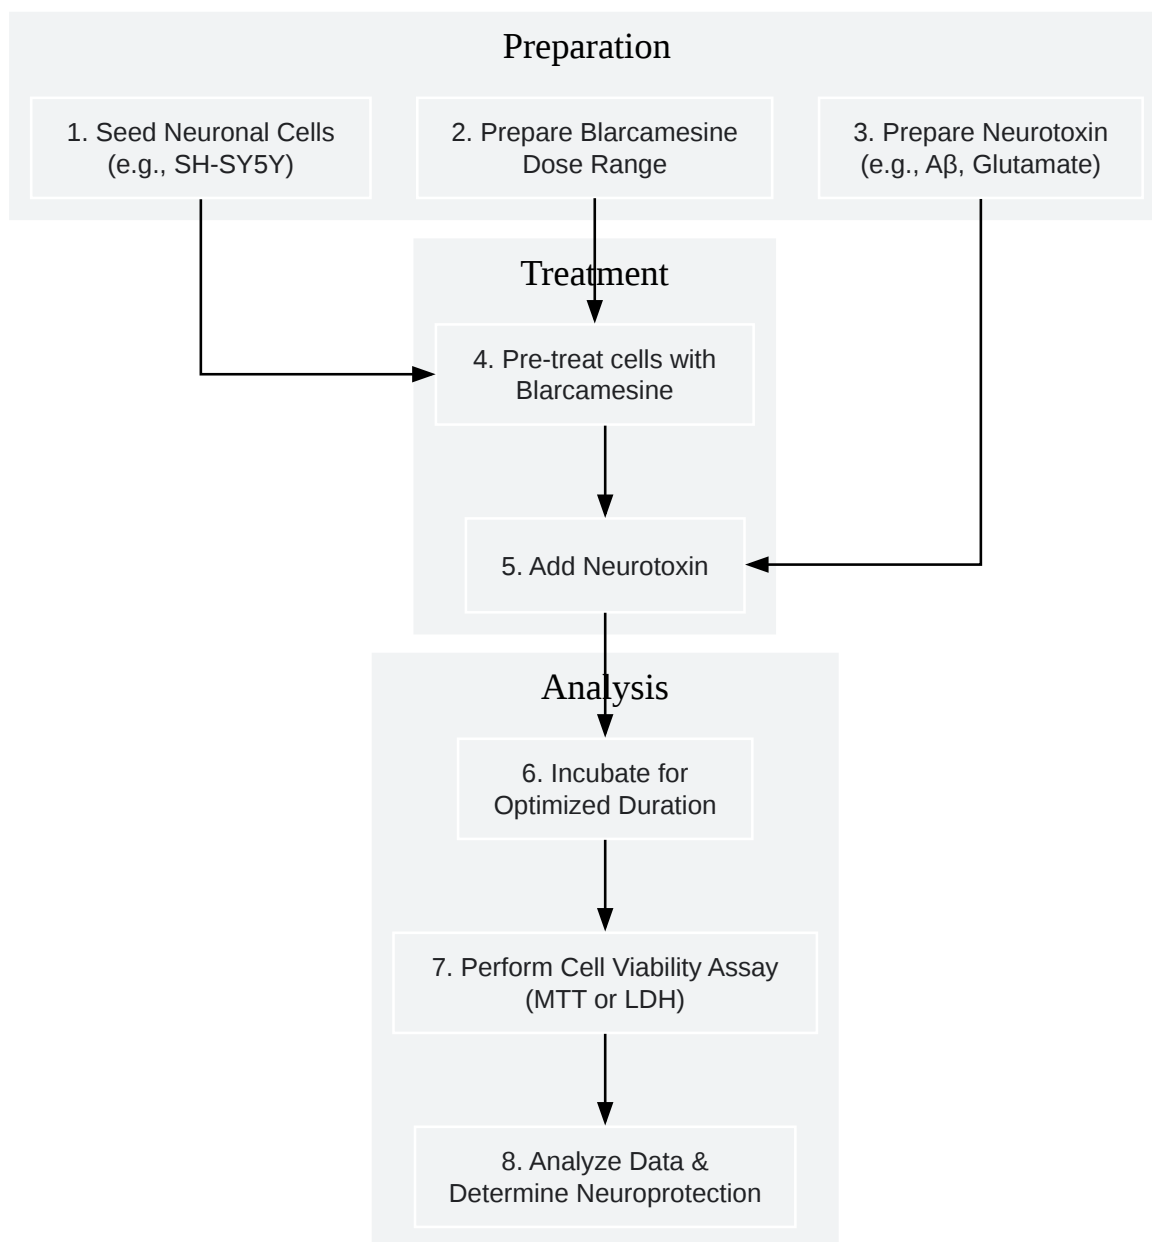 Preparation
1. Seed Neuronal Cells
(e.g., SH-SY5Y)
2. Prepare Blarcamesine
Dose Range
3. Prepare Neurotoxin
(e.g., Aβ, Glutamate)
Treatment
4. Pre-treat cells with
Blarcamesine
5. Add Neurotoxin
Analysis
6. Incubate for
Optimized Duration
7. Perform Cell Viability Assay
(MTT or LDH)
8. Analyze Data &
Determine Neuroprotection